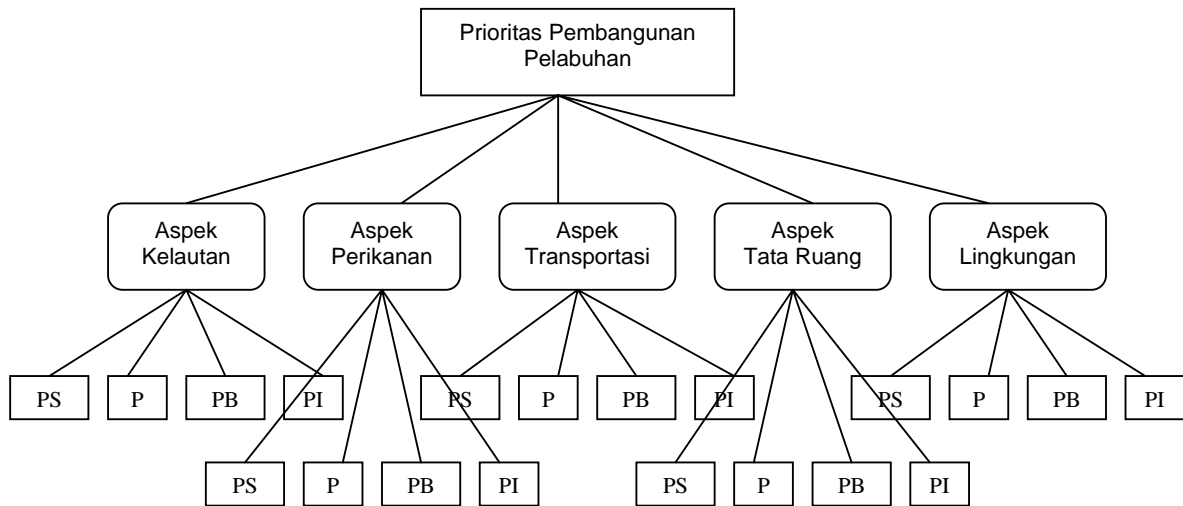 Prioritas Pembangunan
Pelabuhan
Aspek
Kelautan
Aspek
Perikanan
Aspek
Transportasi
Aspek
Tata Ruang
Aspek
Lingkungan
PS
P
PB
PI
PS
P
PB
PI
PS
P
PB
PI
PS
P
PB
PI
PS
P
PB
PI